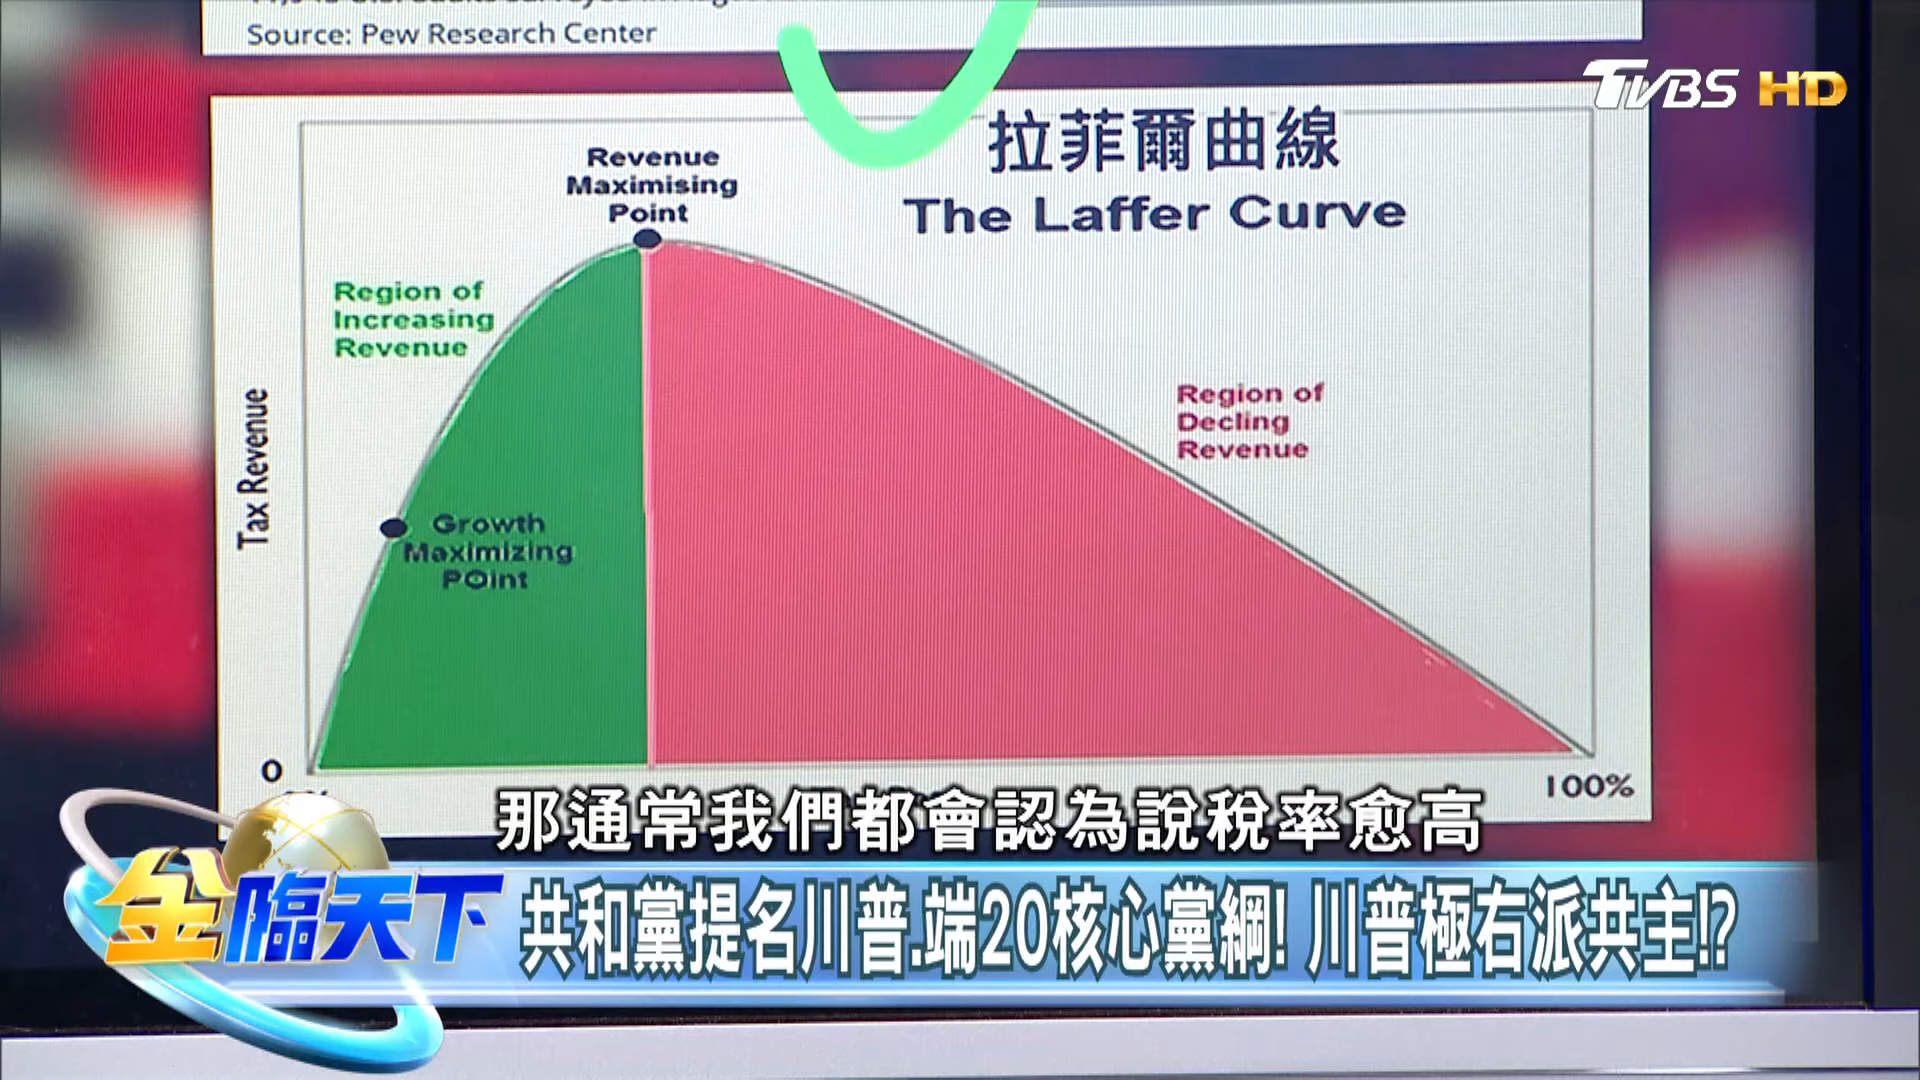 Source: Pew Research Center
TVBS HD
拉菲爾曲線
The Laffer Curve
Revenue
Maximising
Point
Region of
Increasing
Revenue
Region of
Decling
Revenue
Tax Revenue
Growth
Maximizing
POint
0
100%
那通常我們都會認為說稅率愈高
金臨天下
共和黨提名川普.端20核心黨綱! 川普極右派共主!?